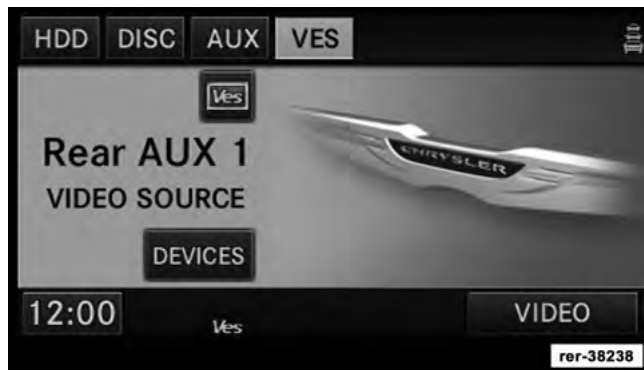 HDD DISC AUX VES
Ves
Rear AUX 1
VIDEO SOURCE
CHRYSLER
DEVICES
12:00
Ves
VIDEO
rer-38238